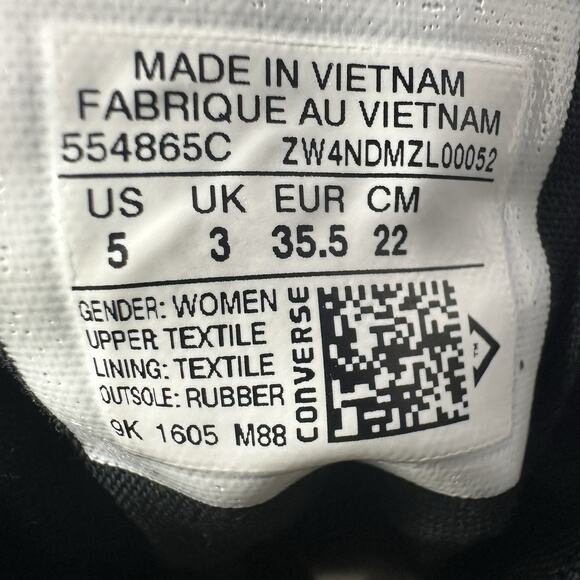 MADE IN VIETNAM
FABRIQUE AU VIETNAM
554865C ZW4NDMZL00052
US UK EUR CM
5 3 35.5 22
GENDER: WOMEN
UPPER TEXTILE
LINING: TEXTILE
OUTSOLE: RUBBER
9K 1605 M88
CONVERSE